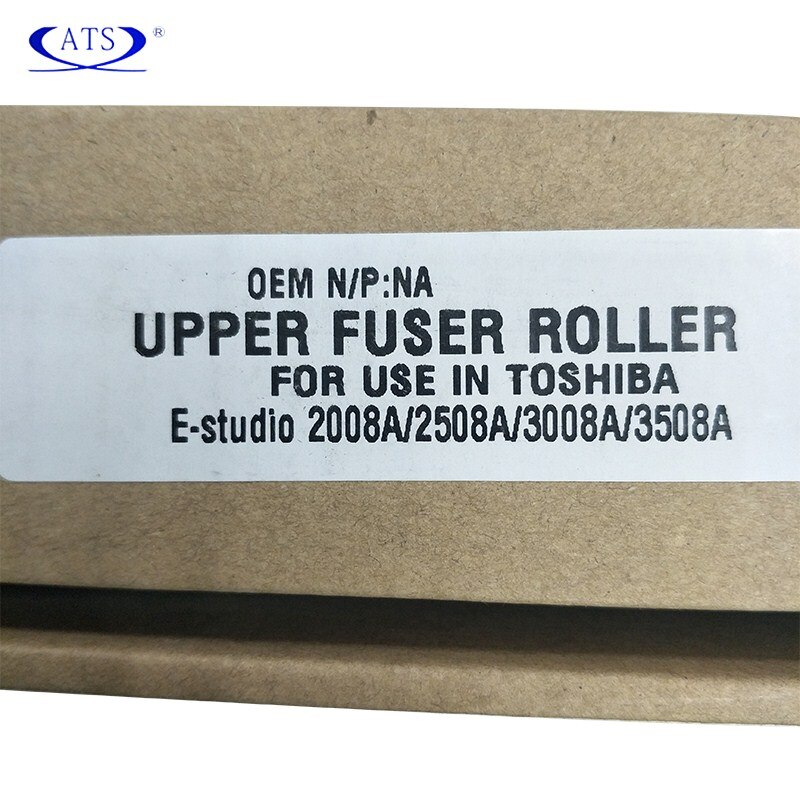 ATS ®
OEM N/P:NA
UPPER FUSER ROLLER
FOR USE IN TOSHIBA
E-studio 2008A/2508A/3008A/3508A